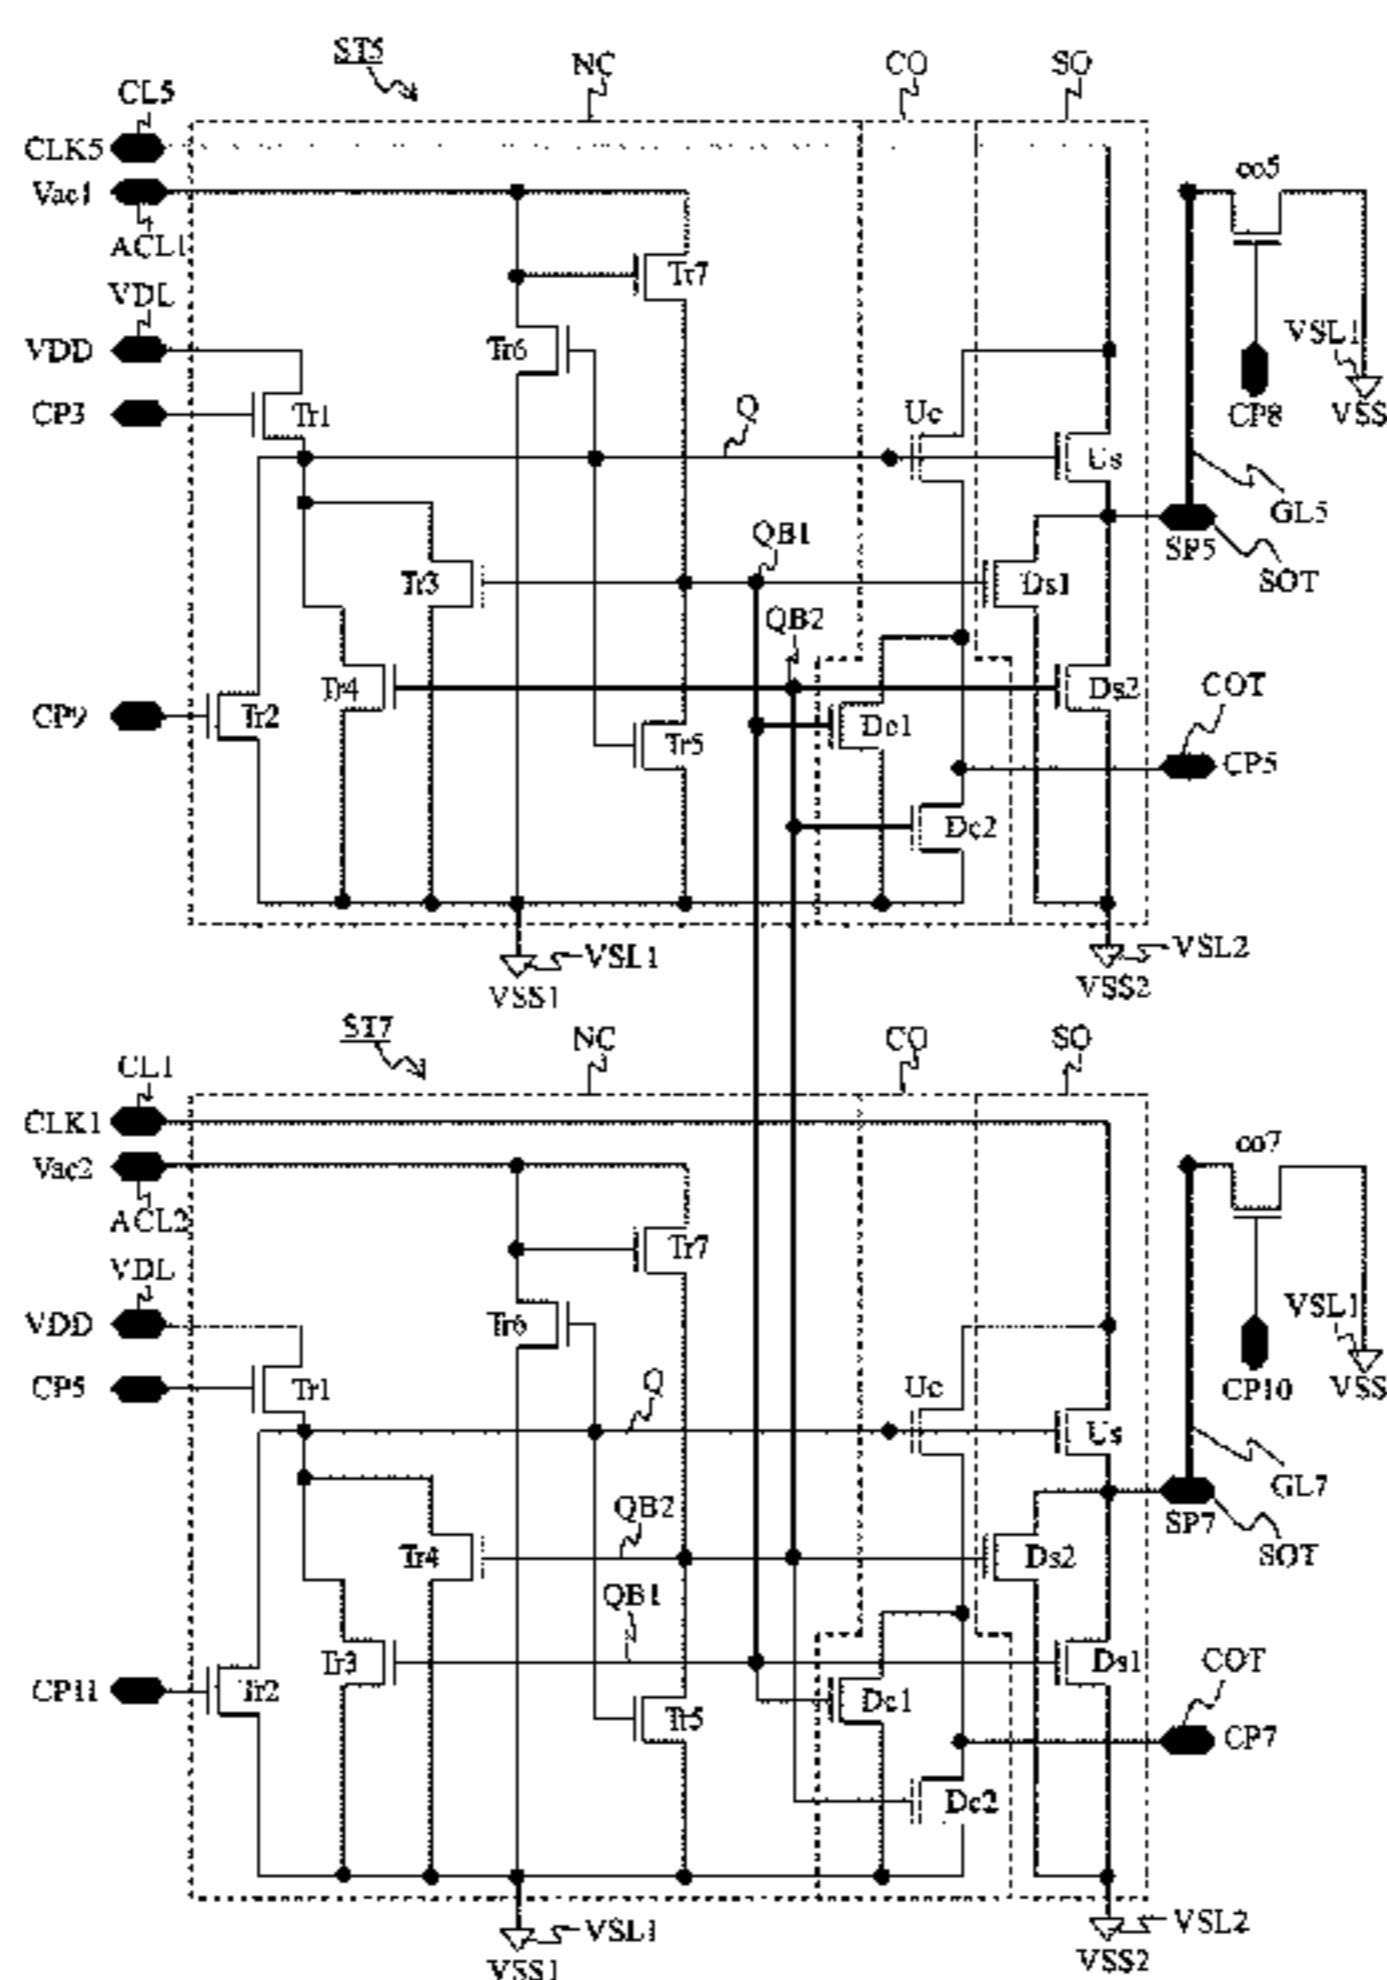 ST5
NC
CO
SO
CL5
CLK5
Vac1
ACL1
VDL
VDD
CP3
Tr1
Tr7
Tr6
Q
Uc
Us
co5
VSL1
VSS
CP8
GL5
SP5
SOT
QB1
Tr3
Ds1
QB2
Tr4
Ds2
COT
CP9
Tr2
Tr5
Dc1
CP5
Dc2
VSL1
VSS1
VSL2
VSS2
ST7
NC
CO
SO
CL1
CLK1
Vac2
ACL2
VDL
VDD
CP5
Tr1
Tr7
Tr6
Q
Uc
Us
co7
VSL1
VSS
CP10
GL7
SP7
SOT
QB2
Tr4
Ds2
QB1
Tr3
Ds1
COT
CP11
Tr2
Tr5
Dc1
CP7
Dc2
VSL1
VSS1
VSL2
VSS2